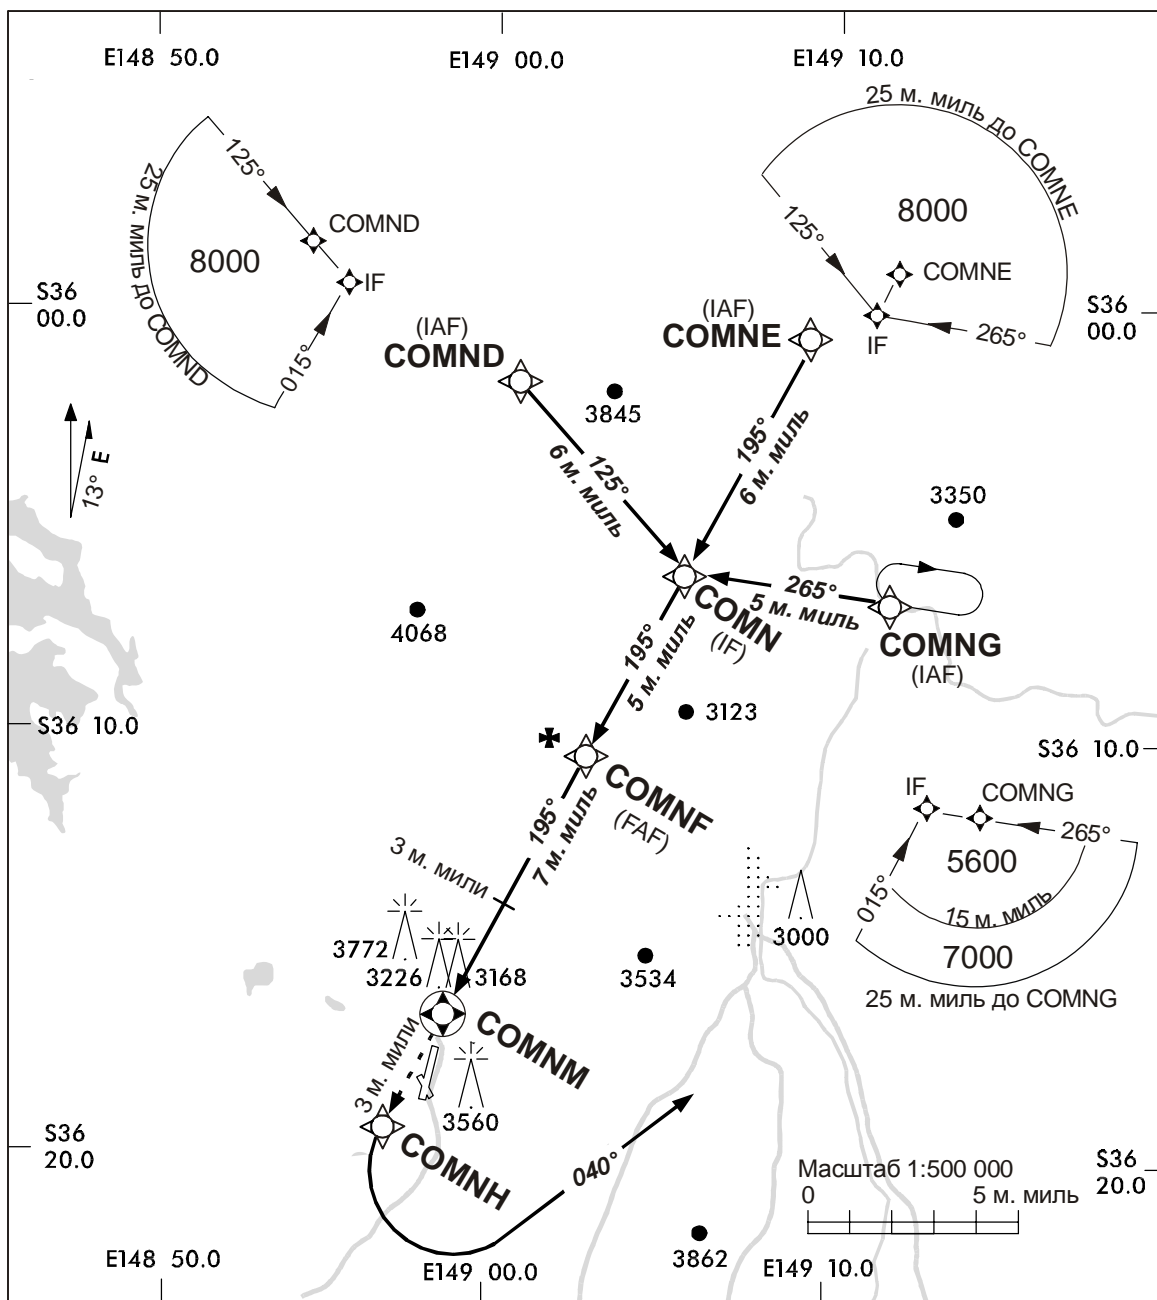 E148 50.0
E149 00.0
E149 10.0
25 м. миль до COMND
125°
8000
COMND
IF
015°
25 м. миль до COMNE
8000
125°
COMNE
IF
265°
S36
00.0
S36
00.0
(IAF)
COMND
(IAF)
COMNE
3845
13° E
125°
6 м. миль
195°
6 м. миль
3350
265°
5 м. миль
COMN
(IF)
COMNG
(IAF)
4068
195°
5 м. миль
3123
S36 10.0
S36 10.0
COMNF
(FAF)
195°
7 м. миль
3 м. мили
IF
COMNG
265°
5600
015°
15 м. миль
7000
25 м. миль до COMNG
3772
3226
3168
3000
3534
COMNM
3 м. мили
3560
COMNH
040°
S36
20.0
S36
20.0
Масштаб 1:500 000
0
5 м. миль
3862
E148 50.0
E149 00.0
E149 10.0